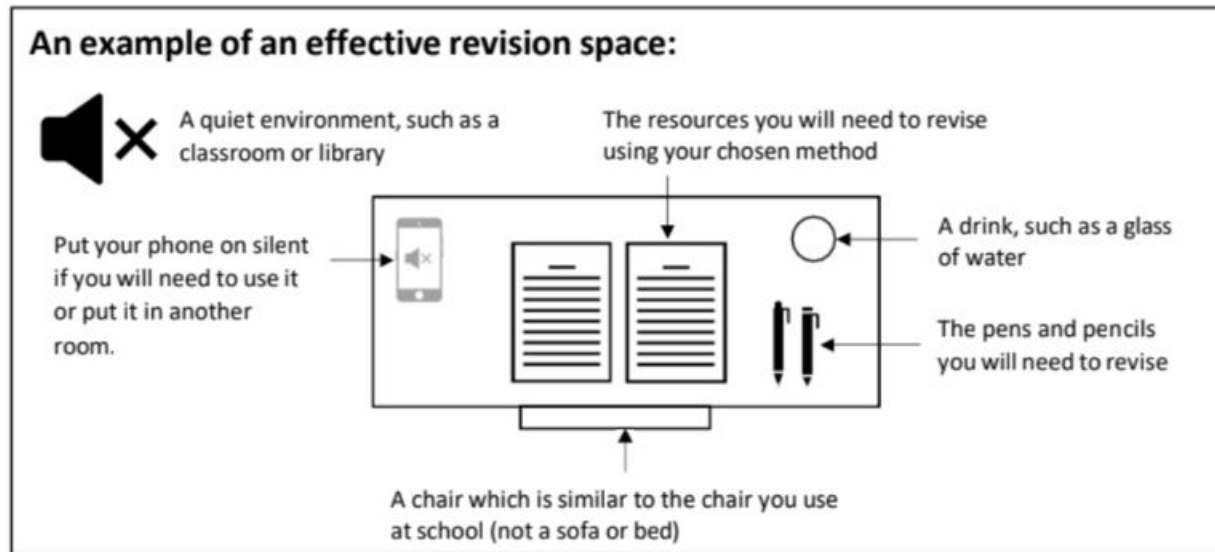 An example of an effective revision space:
A quiet environment, such as a
classroom or library
The resources you will need to revise
using your chosen method
Put your phone on silent
if you will need to use it
or put it in another
room.
A drink, such as a glass
of water
The pens and pencils
you will need to revise
A chair which is similar to the chair you use
at school (not a sofa or bed)